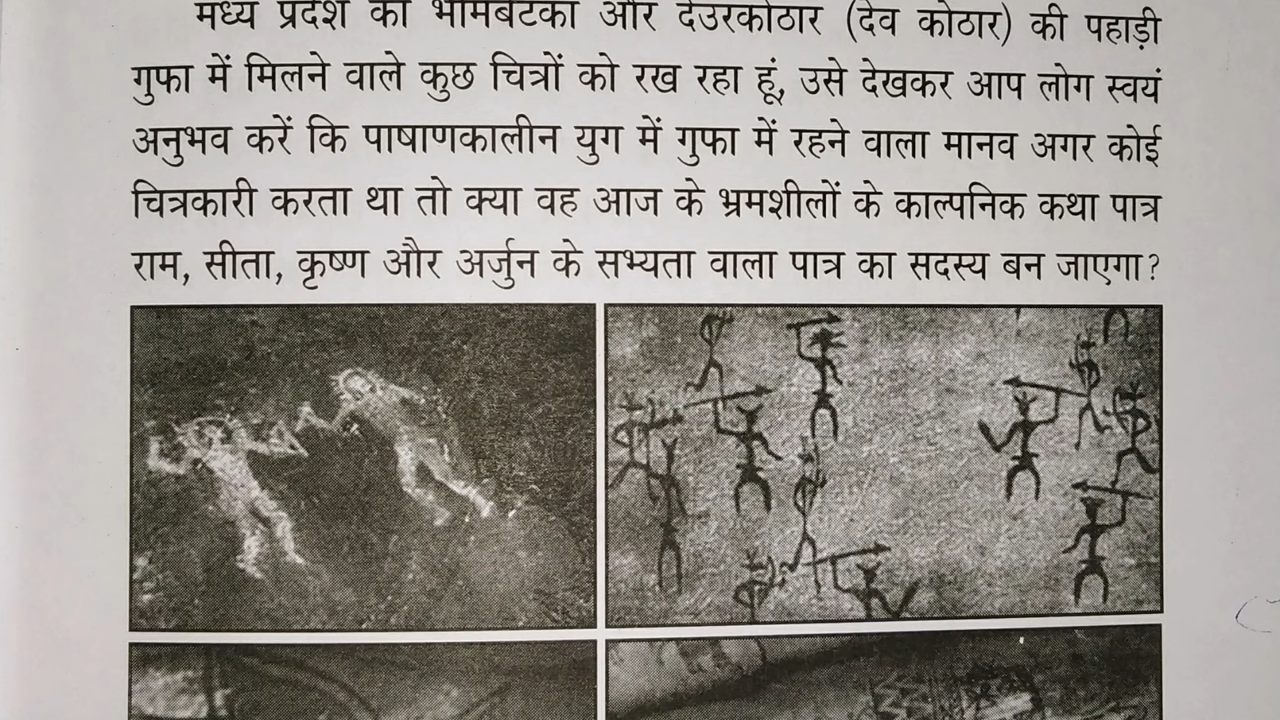 मध्य प्रदेश की भीमबेटका और देउरकोठार (देव कोठार) की पहाड़ी
गुफा में मिलने वाले कुछ चित्रों को रख रहा हूं, उसे देखकर आप लोग स्वयं
अनुभव करें कि पाषाणकालीन युग में गुफा में रहने वाला मानव अगर कोई
चित्रकारी करता था तो क्या वह आज के भ्रमशीलों के काल्पनिक कथा पात्र
राम, सीता, कृष्ण और अर्जुन के सभ्यता वाला पात्र का सदस्य बन जाएगा?